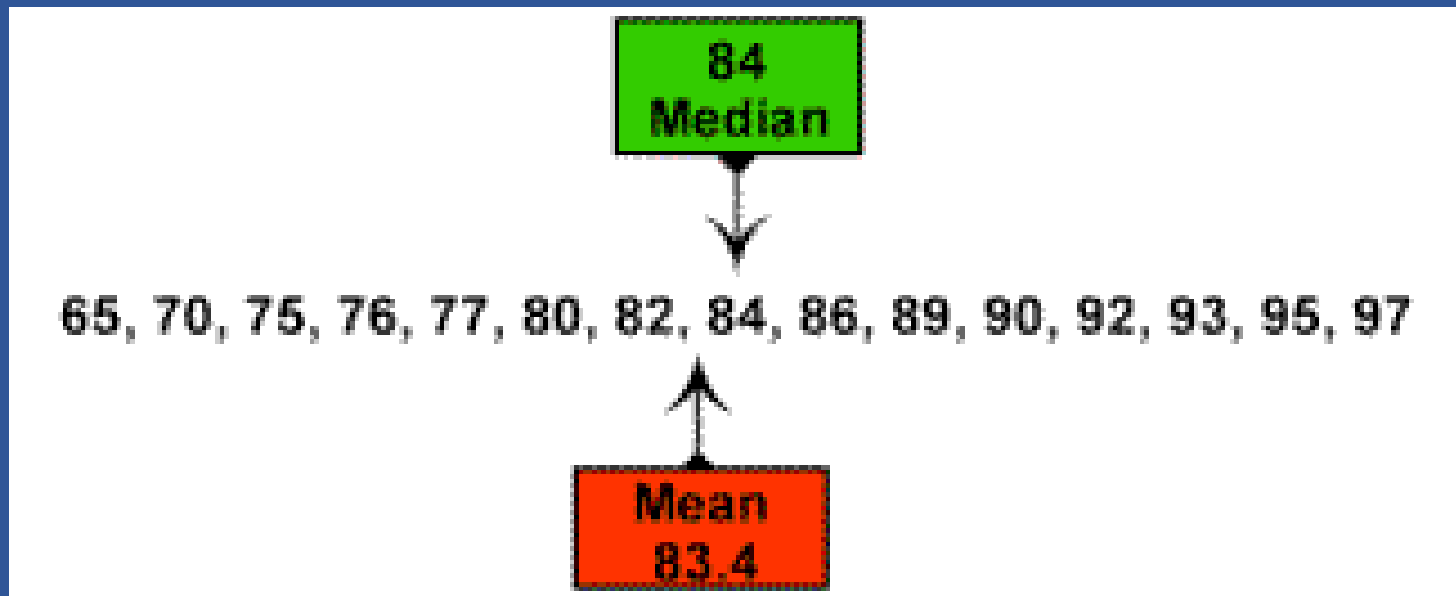 84
Median
65, 70, 75, 76, 77, 80, 82, 84, 86, 89, 90, 92, 93, 95, 97
Mean
83.4